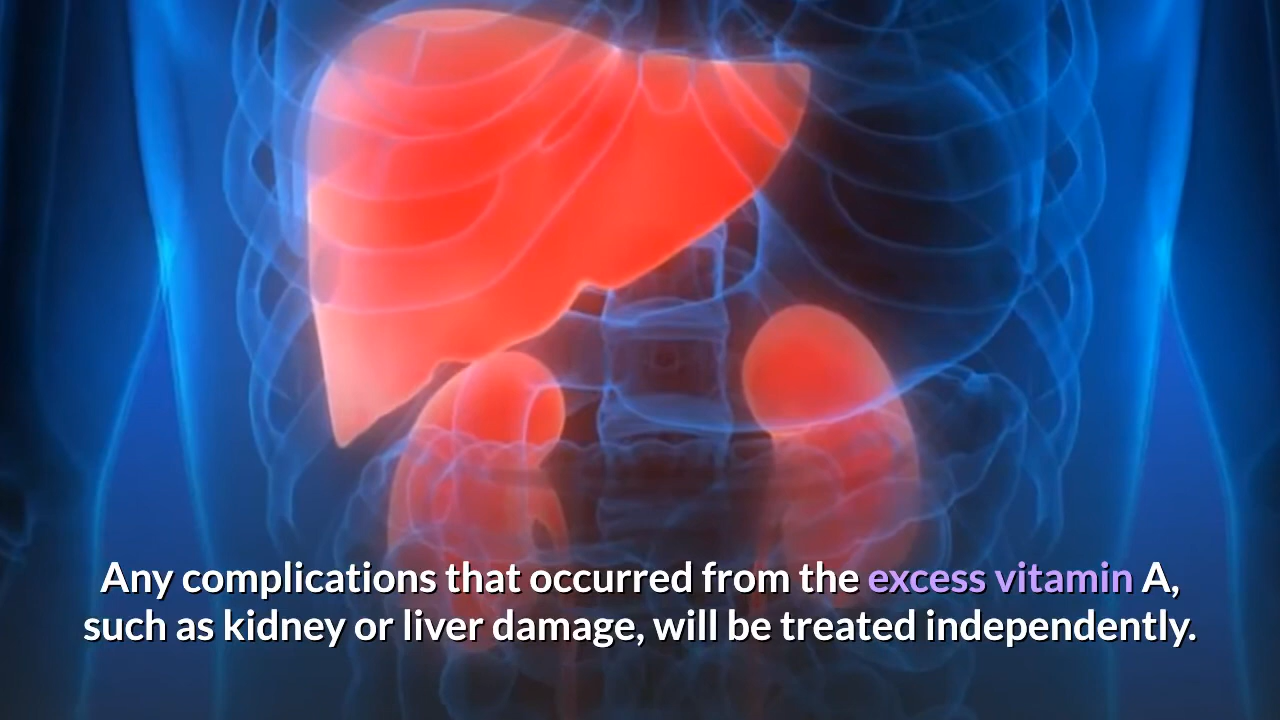 Any complications that occurred from the excess vitamin A,
such as kidney or liver damage, will be treated independently.